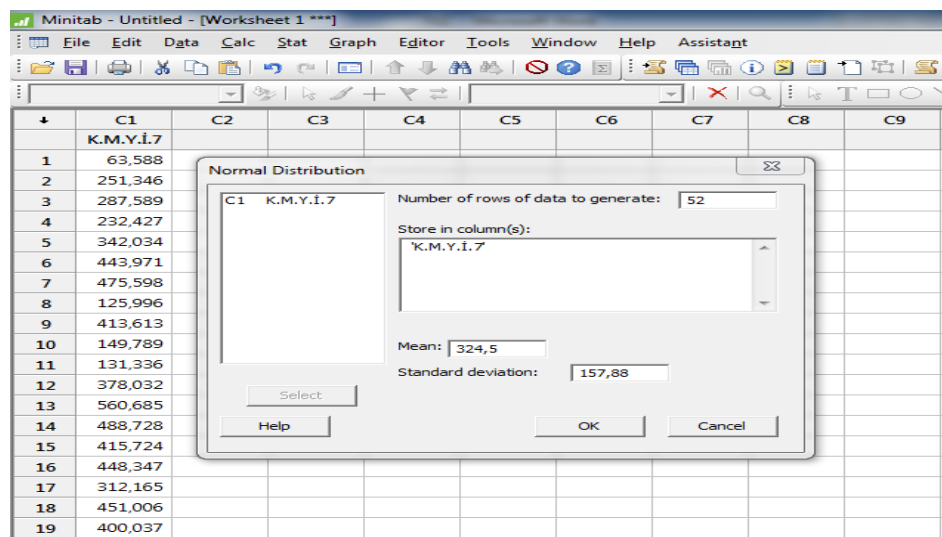 Minitab - Untitled - [Worksheet 1 ***]
File Edit Data Calc Stat Graph Editor Tools Window Help Assistant
C1 C2 C3 C4 C5 C6 C7 C8 C9
K.M.Y.İ.7
1 63,588
2 251,346
3 287,589
4 232,427
5 342,034
6 443,971
7 475,598
8 125,996
9 413,613
10 149,789
11 131,336
12 378,032
13 560,685
14 488,728
15 415,724
16 448,347
17 312,165
18 451,006
19 400,037
Normal Distribution
C1 K.M.Y.İ.7
Number of rows of data to generate: 52
Store in column(s):
'K.M.Y.İ.7'
Mean: 324,5
Standard deviation: 157,88
Select
Help OK Cancel